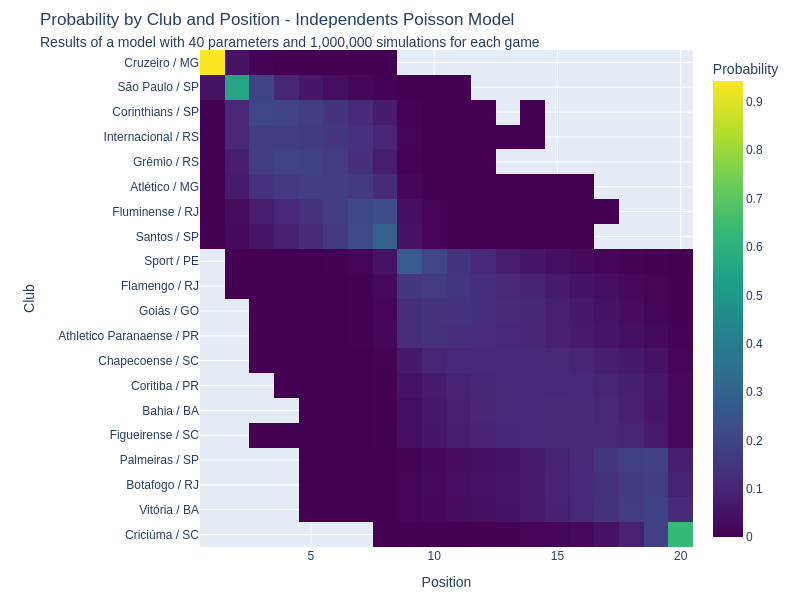 Probability by Club and Position - Independents Poisson Model
Results of a model with 40 parameters and 1,000,000 simulations for each game
Cruzeiro / MG
São Paulo / SP
Corinthians / SP
Internacional / RS
Grêmio / RS
Atlético / MG
Fluminense / RJ
Santos / SP
Sport / PE
Flamengo / RJ
Goiás / GO
Athletico Paranaense / PR
Chapecoense / SC
Coritiba / PR
Bahia / BA
Figueirense / SC
Palmeiras / SP
Botafogo / RJ
Vitória / BA
Criciúma / SC
Club
5
10
15
20
Position
Probability
0.9
0.8
0.7
0.6
0.5
0.4
0.3
0.2
0.1
0